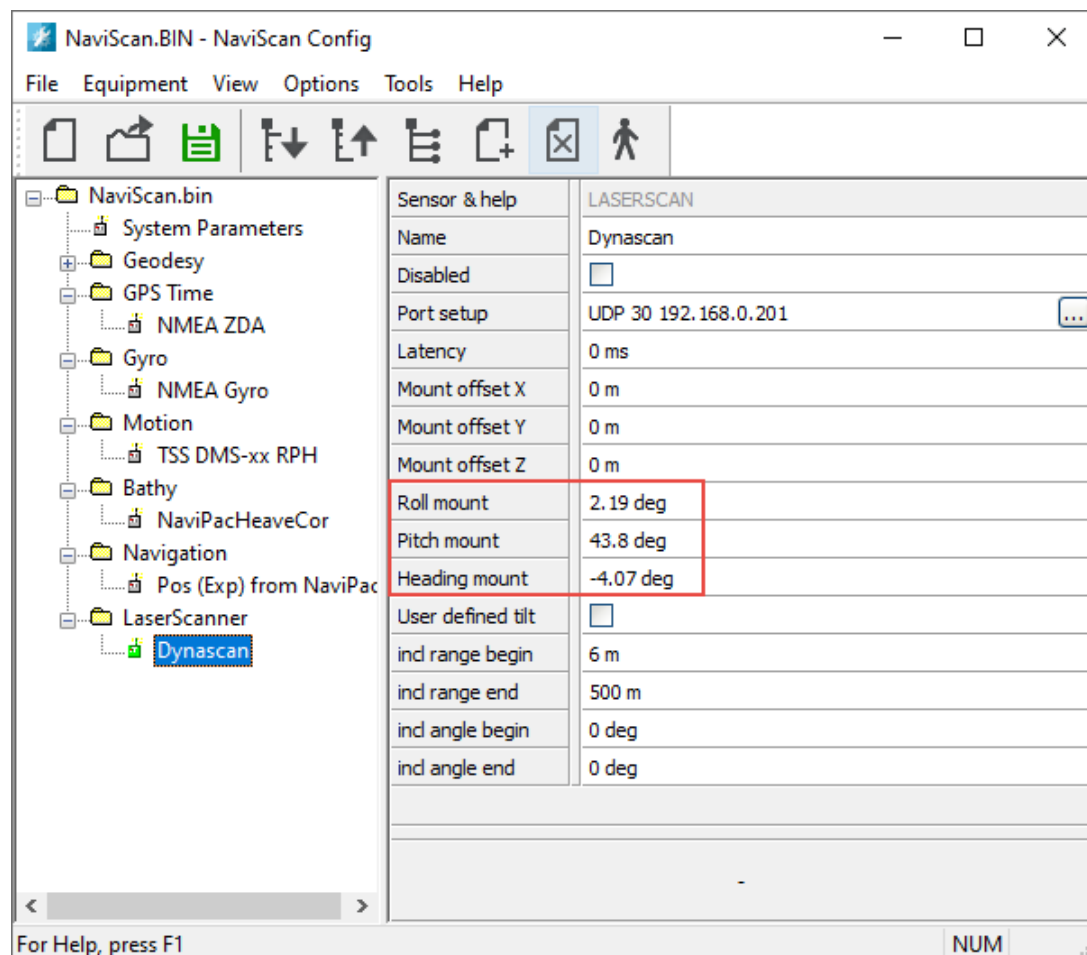 NaviScan.BIN - NaviScan Config
File Equipment View Options Tools Help
NaviScan.bin
System Parameters
Geodesy
GPS Time
NMEA ZDA
Gyro
NMEA Gyro
Motion
TSS DMS-xx RPH
Bathy
NaviPacHeaveCor
Navigation
Pos (Exp) from NaviPac
LaserScanner
Dynascan
Sensor & help LASERSCAN
Name Dynascan
Disabled
Port setup UDP 30 192.168.0.201 ...
Latency 0 ms
Mount offset X 0 m
Mount offset Y 0 m
Mount offset Z 0 m
Roll mount 2.19 deg
Pitch mount 43.8 deg
Heading mount -4.07 deg
User defined tilt
incl range begin 6 m
incl range end 500 m
incl angle begin 0 deg
incl angle end 0 deg
-
For Help, press F1 NUM